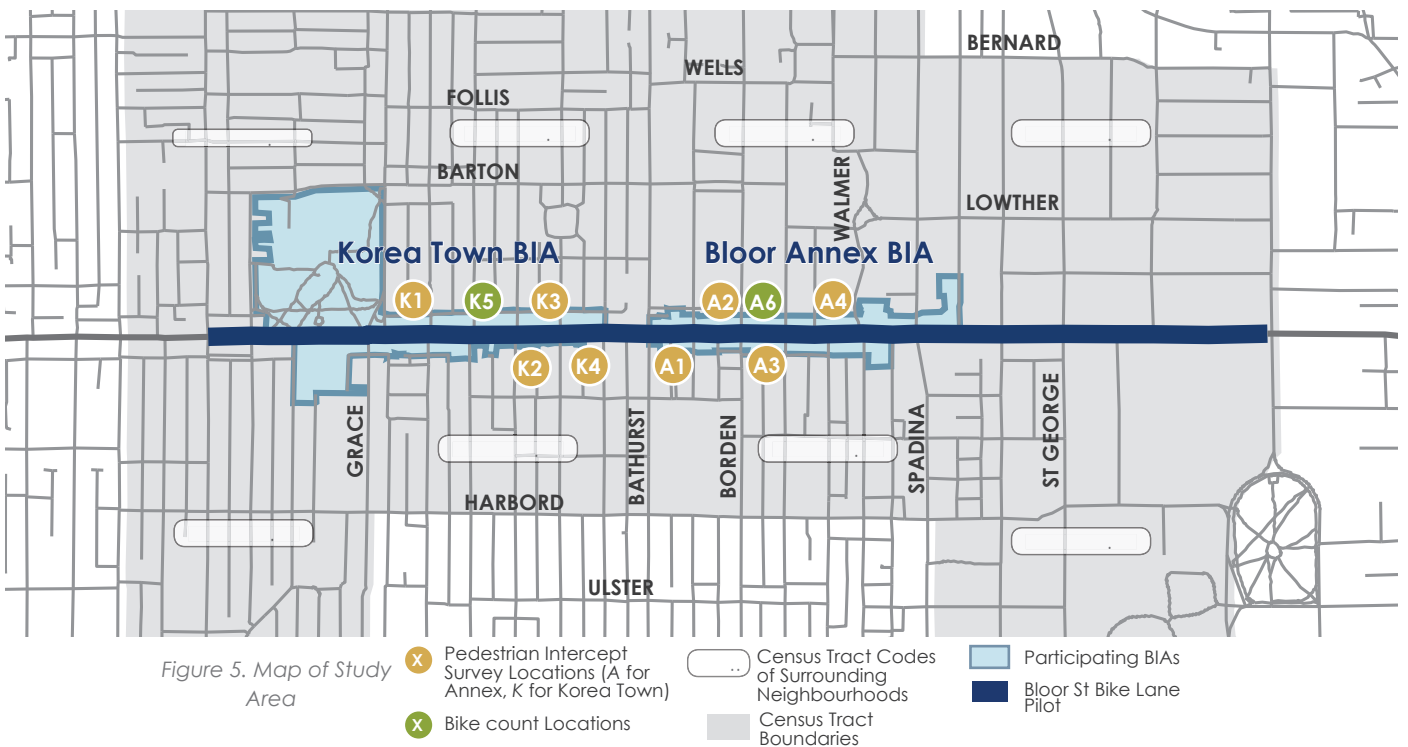 BERNARD
WELLS
FOLLIS
BARTON
WALMER
LOWTHER
Korea Town BIA
Bloor Annex BIA
K1
K5
K3
A2
A6
A4
K2
K4
A1
A3
GRACE
BATHURST
BORDEN
SPADINA
ST GEORGE
HARBORD
ULSTER
Figure 5. Map of Study
Area
X
Pedestrian Intercept
Survey Locations (A for
Annex, K for Korea Town)
X
Bike count Locations
Census Tract Codes
of Surrounding
Neighbourhoods
Census Tract
Boundaries
Participating BIAs
Bloor St Bike Lane
Pilot